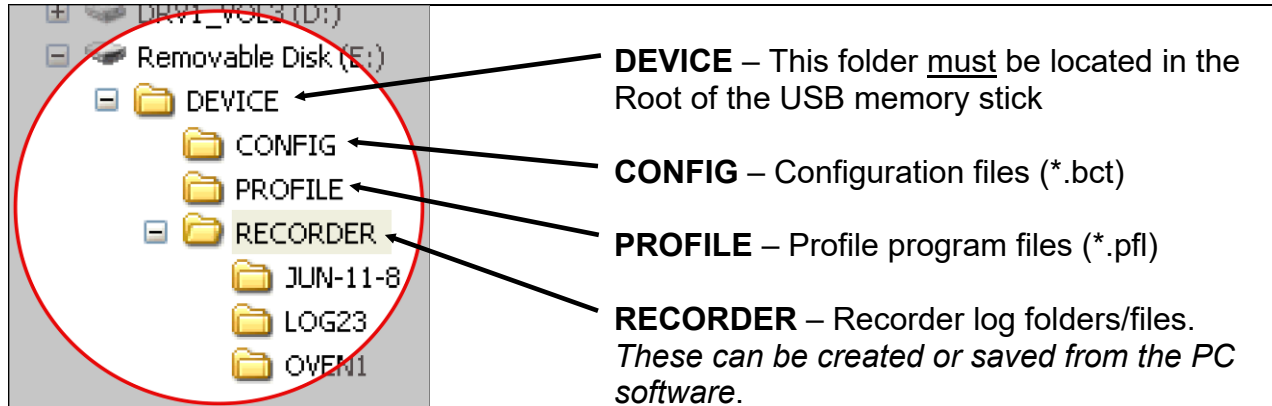 DRV1_VOL3 (D:)
Removable Disk (E:)
DEVICE
CONFIG
PROFILE
RECORDER
JUN-11-8
LOG23
OVEN1
DEVICE – This folder must be located in the
Root of the USB memory stick
CONFIG – Configuration files (*.bct)
PROFILE – Profile program files (*.pfl)
RECORDER – Recorder log folders/files.
These can be created or saved from the PC
software.